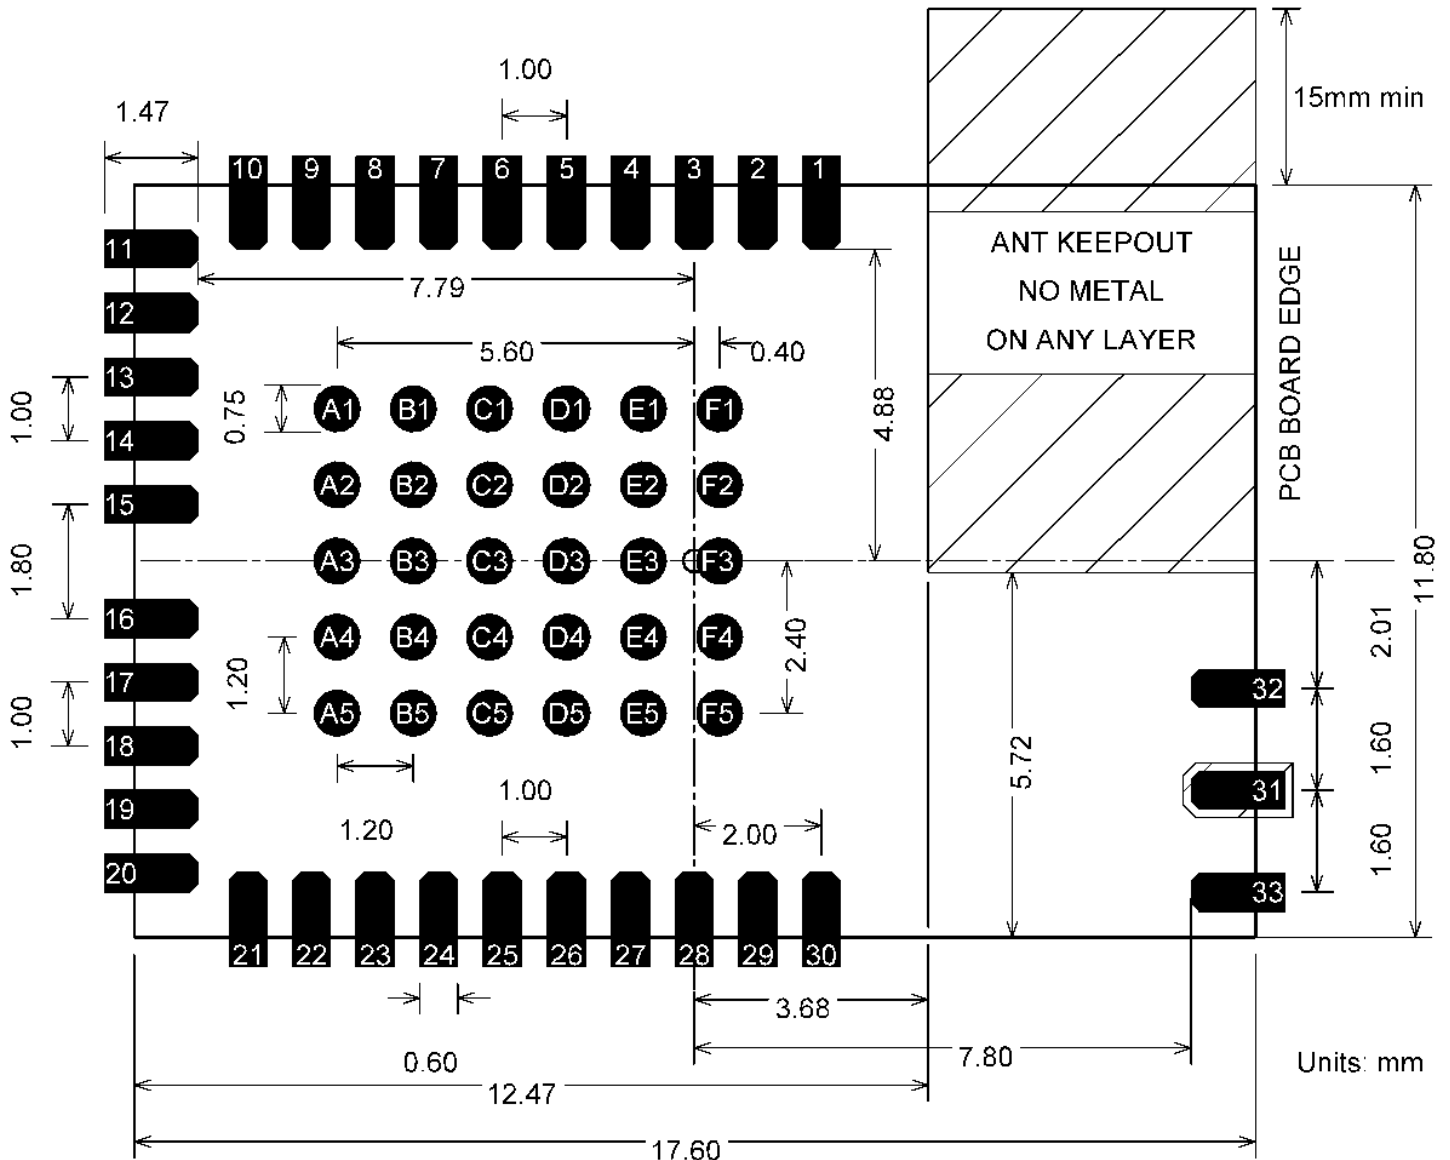 1.00
15mm min
1.47
10 9 8 7 6 5 4 3 2 1
11
ANT KEEPOUT
NO METAL
ON ANY LAYER
PCB BOARD EDGE
7.79
12
5.60
0.40
13
1.00
0.75
4.88
A1 B1 C1 D1 E1 F1
14
A2 B2 C2 D2 E2 F2
15
11.80
1.80
A3 B3 C3 D3 E3 F3
16
A4 B4 C4 D4 E4 F4
2.40
2.01
17
1.20
32
1.00
A5 B5 C5 D5 E5 F5
18
5.72
1.60
1.00
31
19
1.20
2.00
1.60
20
33
21 22 23 24 25 26 27 28 29 30
3.68
7.80
0.60
Units: mm
12.47
17.60